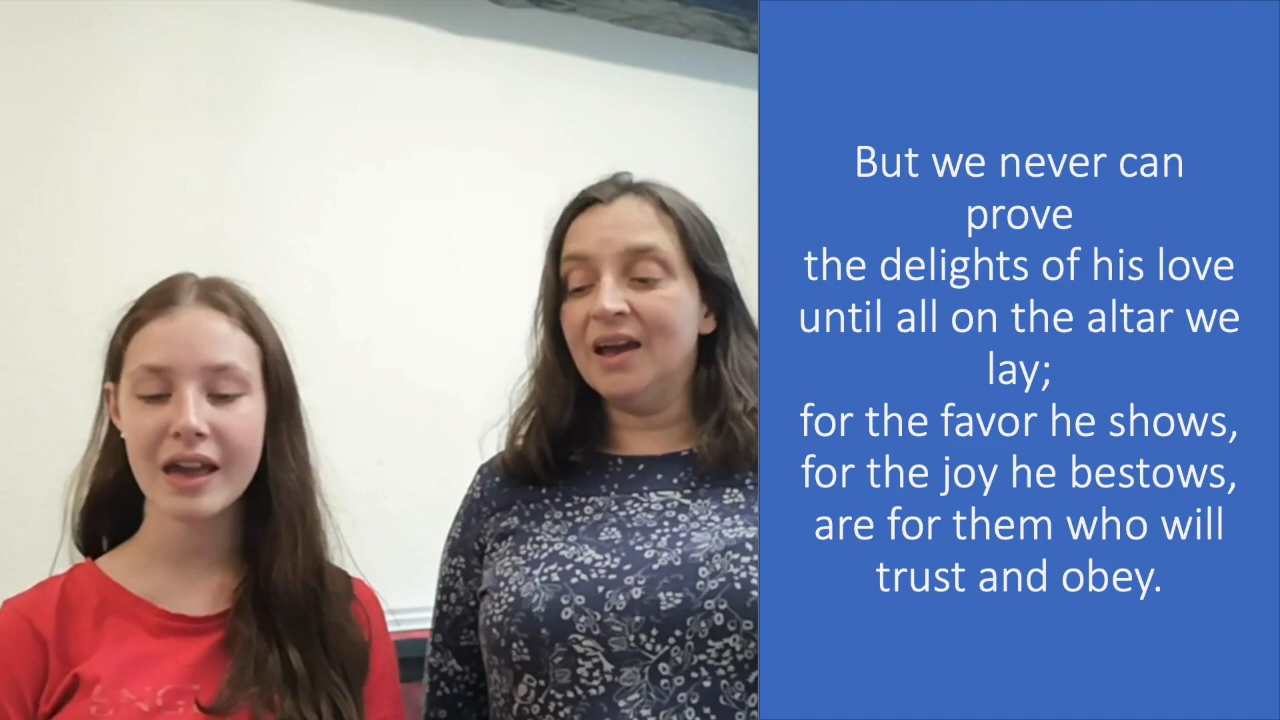 But we never can
prove
the delights of his love
until all on the altar we
lay;
for the favor he shows,
for the joy he bestows,
are for them who will
trust and obey.